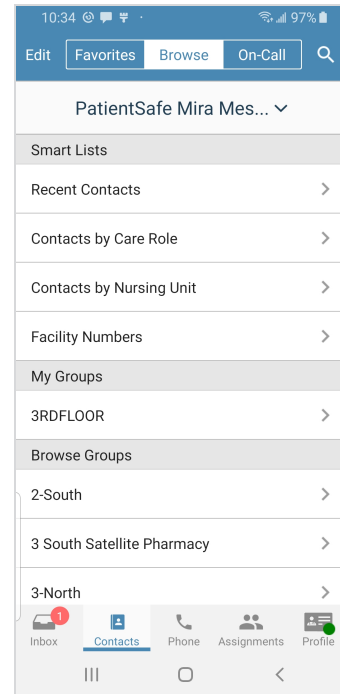 10:34 97%
Edit Favorites Browse On-Call
PatientSafe Mira Mes...
Smart Lists
Recent Contacts
Contacts by Care Role
Contacts by Nursing Unit
Facility Numbers
My Groups
3RDFLOOR
Browse Groups
2-South
3 South Satellite Pharmacy
3-North
1
Inbox Contacts Phone Assignments Profile